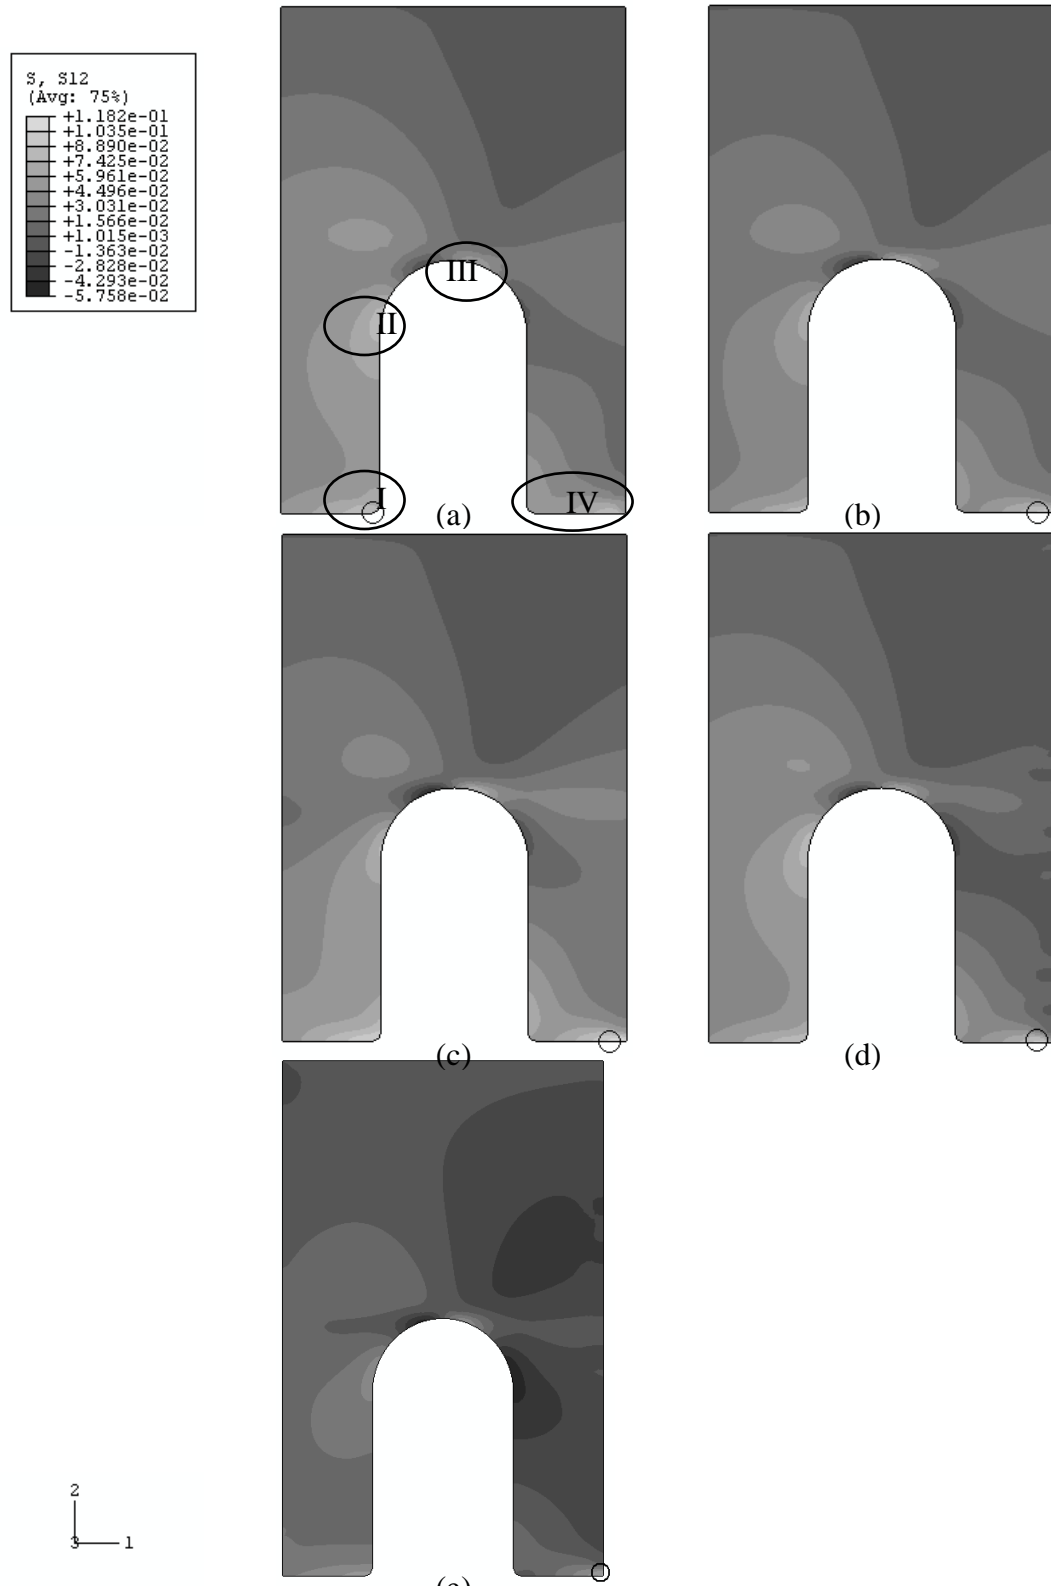 S, S12
(Avg: 75%)
+1.182e-01
+1.035e-01
+8.890e-02
+7.425e-02
+5.961e-02
+4.496e-02
+3.031e-02
+1.566e-02
+1.015e-03
-1.363e-02
-2.828e-02
-4.293e-02
-5.758e-02
III
II
I
IV
(a)
(b)
(c)
(d)
2
3
1
(e)